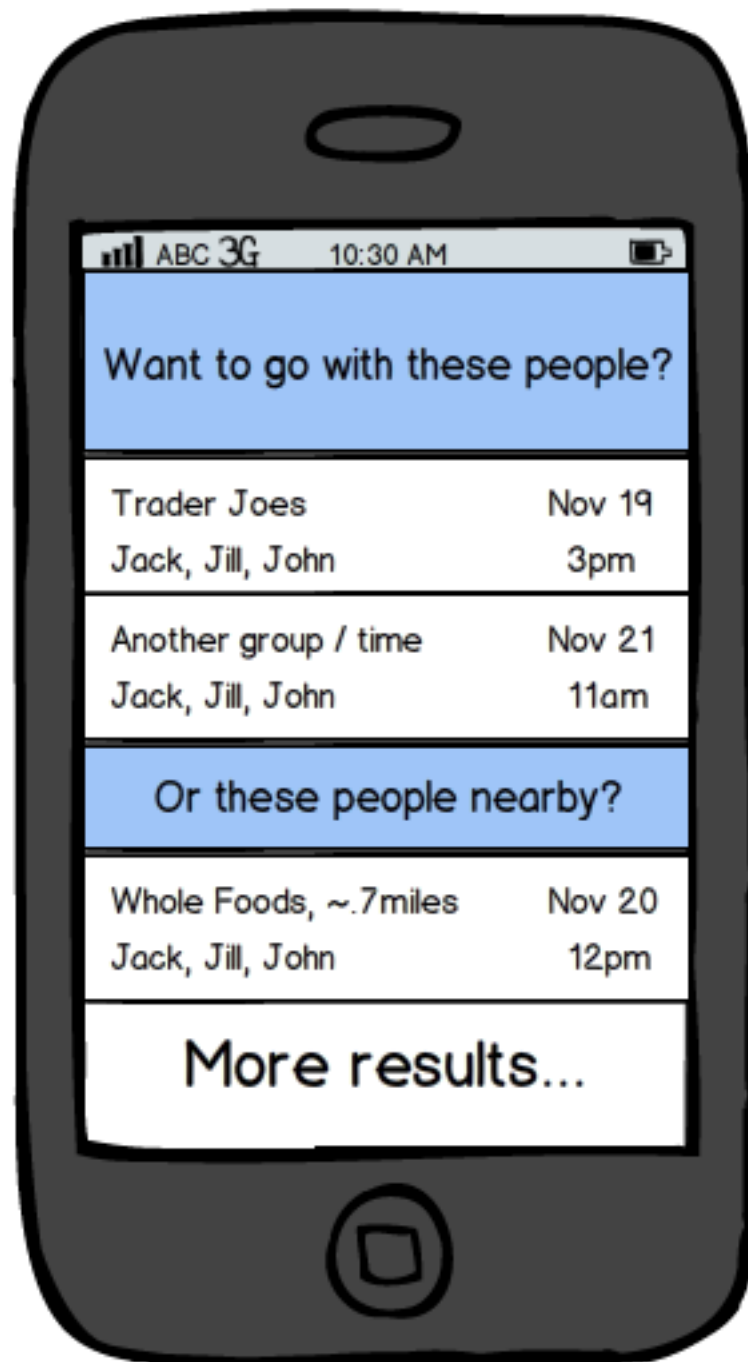 ABC 3G 10:30 AM
Want to go with these people?
Trader Joes Nov 19
Jack, Jill, John 3pm
Another group / time Nov 21
Jack, Jill, John 11am
Or these people nearby?
Whole Foods, ~.7miles Nov 20
Jack, Jill, John 12pm
More results...